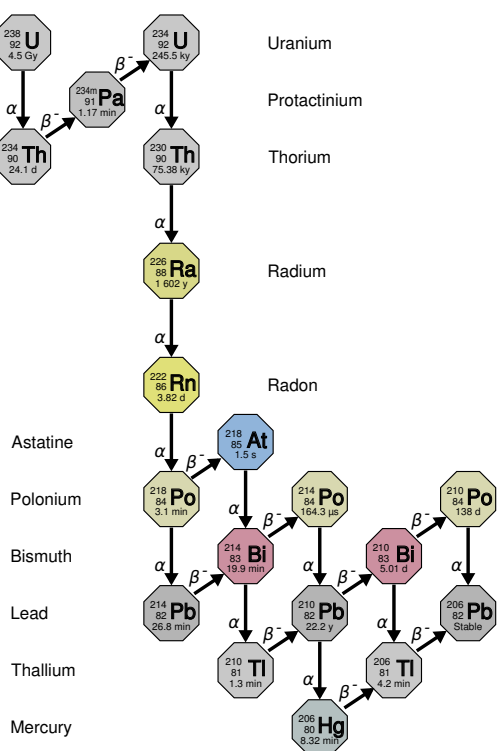 238
92 U
4.5 Gy
234
92 U
245.5 ky
Uranium
β⁻
234m
91 Pa
1.17 min
Protactinium
α
β⁻
α
234
90 Th
24.1 d
230
90 Th
75.38 ky
Thorium
α
226
88 Ra
1 602 y
Radium
α
222
86 Rn
3.82 d
Radon
α
Astatine
218
85 At
1.5 s
β⁻
Polonium
218
84 Po
3.1 min
α
214
84 Po
164.3 µs
210
84 Po
138 d
β⁻
β⁻
Bismuth
α
214
83 Bi
19.9 min
α
210
83 Bi
5.01 d
α
β⁻
β⁻
Lead
214
82 Pb
26.8 min
210
82 Pb
22.2 y
206
82 Pb
Stable
α
β⁻
α
β⁻
Thallium
210
81 Tl
1.3 min
206
81 Tl
4.2 min
α
β⁻
Mercury
206
80 Hg
8.32 min